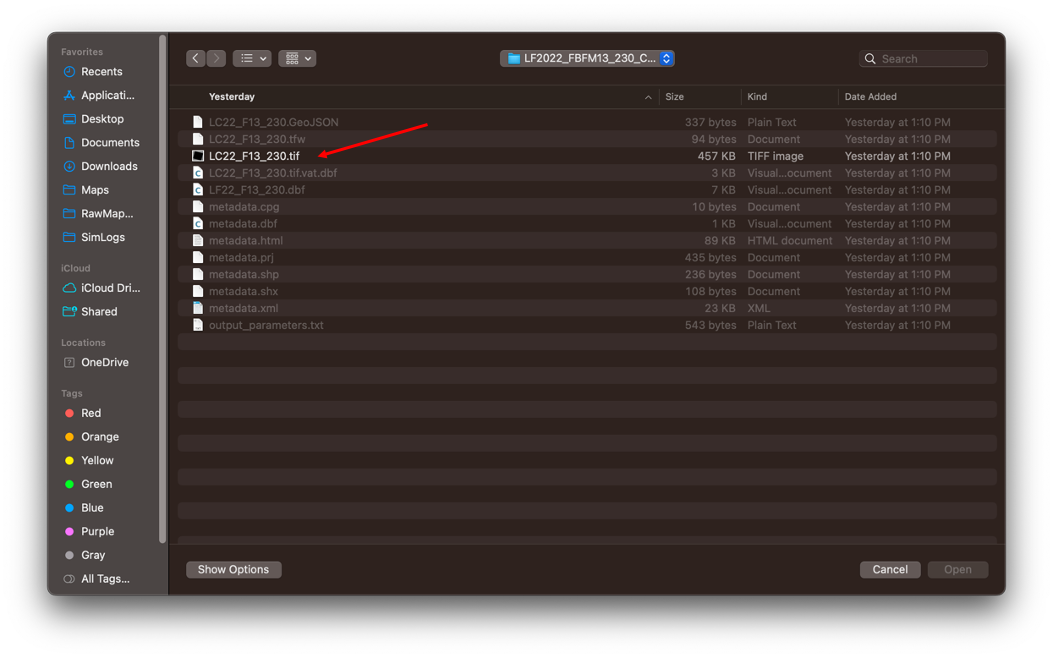 Favorites
Recents
Applicati...
Desktop
Documents
Downloads
Maps
RawMap...
SimLogs
iCloud
iCloud Dri...
Shared
Locations
OneDrive
Tags
Red
Orange
Yellow
Green
Blue
Purple
Gray
All Tags...
LF2022_FBFM13_230_C...
Search
Yesterday Size Kind Date Added
LC22_F13_230.GeoJSON 337 bytes Plain Text Yesterday at 1:10 PM
LC22_F13_230.tfw 94 bytes Document Yesterday at 1:10 PM
LC22_F13_230.tif 457 KB TIFF image Yesterday at 1:10 PM
LC22_F13_230.tif.vat.dbf 3 KB Visual...ocument Yesterday at 1:10 PM
LF22_F13_230.dbf 7 KB Visual...ocument Yesterday at 1:10 PM
metadata.cpg 10 bytes Document Yesterday at 1:10 PM
metadata.dbf 1 KB Visual...ocument Yesterday at 1:10 PM
metadata.html 89 KB HTML document Yesterday at 1:10 PM
metadata.prj 435 bytes Document Yesterday at 1:10 PM
metadata.shp 236 bytes Document Yesterday at 1:10 PM
metadata.shx 108 bytes Document Yesterday at 1:10 PM
metadata.xml 23 KB XML Yesterday at 1:10 PM
output_parameters.txt 543 bytes Plain Text Yesterday at 1:10 PM
Show Options
Cancel
Open